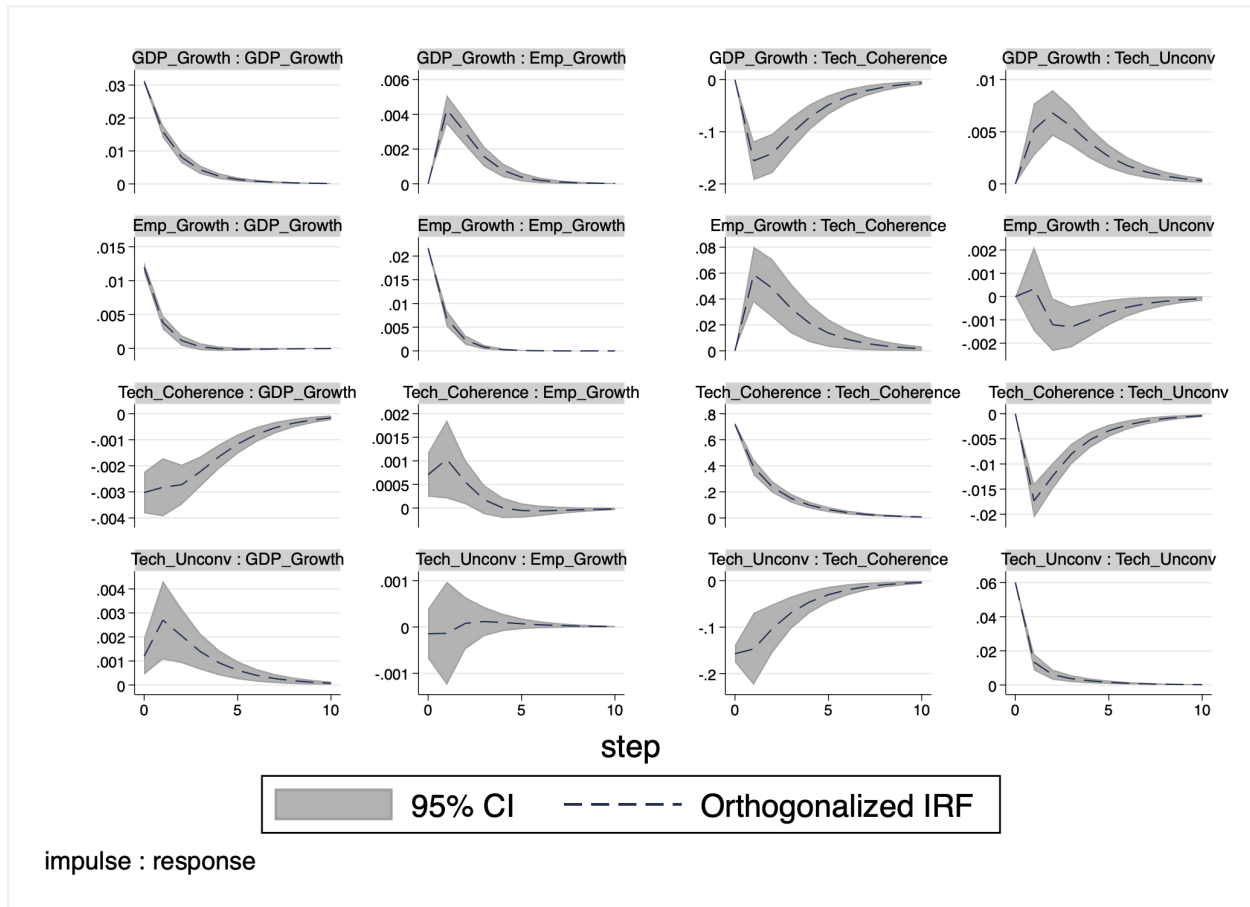 GDP_Growth : GDP_Growth
GDP_Growth : Emp_Growth
GDP_Growth : Tech_Coherence
GDP_Growth : Tech_Unconv
.03
.02
.01
0
.006
.004
.002
0
0
-.1
-.2
.01
.005
0
Emp_Growth : GDP_Growth
Emp_Growth : Emp_Growth
Emp_Growth : Tech_Coherence
Emp_Growth : Tech_Unconv
.015
.01
.005
0
.02
.015
.01
.005
0
.08
.06
.04
.02
0
.002
.001
0
-.001
-.002
Tech_Coherence : GDP_Growth
Tech_Coherence : Emp_Growth
Tech_Coherence : Tech_Coherence
Tech_Coherence : Tech_Unconv
0
-.001
-.002
-.003
-.004
.002
.0015
.001
.0005
0
.8
.6
.4
.2
0
0
-.005
-.01
-.015
-.02
Tech_Unconv : GDP_Growth
Tech_Unconv : Emp_Growth
Tech_Unconv : Tech_Coherence
Tech_Unconv : Tech_Unconv
.004
.003
.002
.001
0
.001
0
-.001
0
-.1
-.2
.06
.04
.02
0
0 5 10
0 5 10
0 5 10
0 5 10
step
95% CI
Orthogonalized IRF
impulse : response